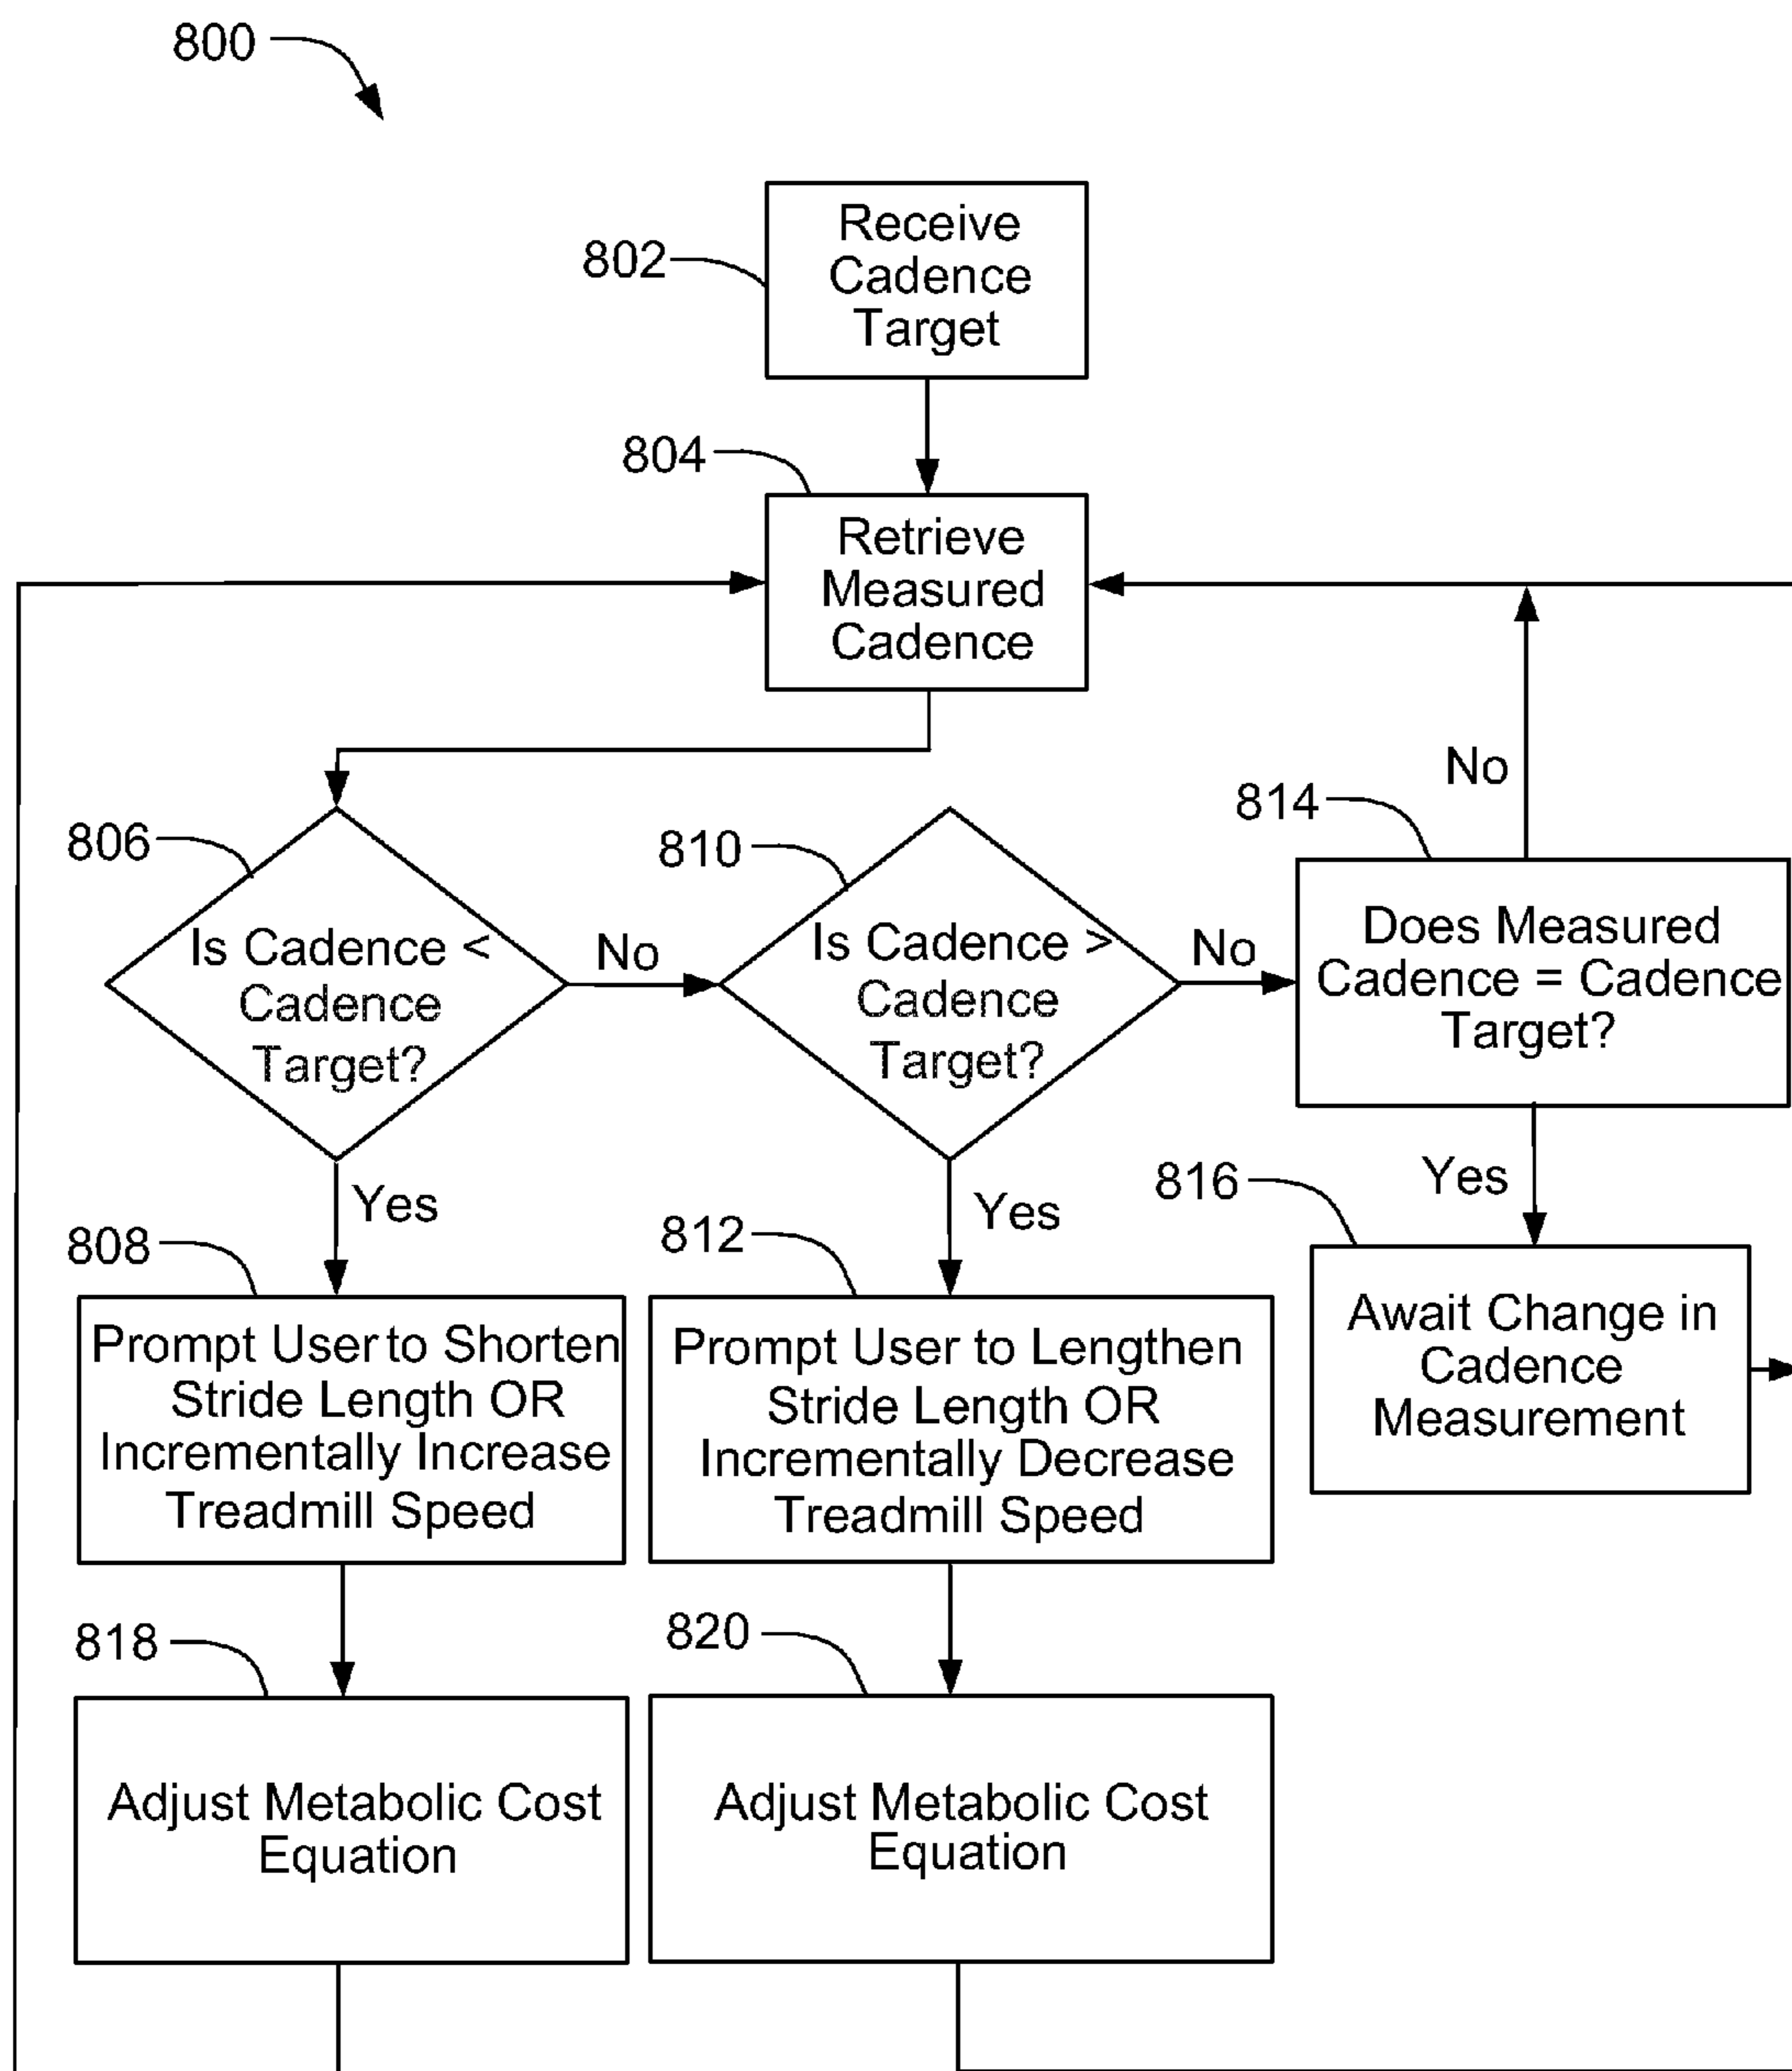 800
802
Receive
Cadence
Target
804
Retrieve
Measured
Cadence
806
Is Cadence <
Cadence
Target?
No
810
Is Cadence >
Cadence
Target?
No
814
No
Does Measured
Cadence = Cadence
Target?
Yes
808
Prompt User to Shorten
Stride Length OR
Incrementally Increase
Treadmill Speed
Yes
812
Prompt User to Lengthen
Stride Length OR
Incrementally Decrease
Treadmill Speed
Yes
816
Await Change in
Cadence
Measurement
818
Adjust Metabolic Cost
Equation
820
Adjust Metabolic Cost
Equation